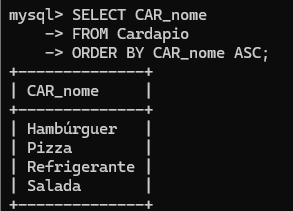 mysql> SELECT CAR_nome
    -> FROM Cardapio
    -> ORDER BY CAR_nome ASC;
+--------------+
| CAR_nome     |
+--------------+
| Hambúrguer   |
| Pizza        |
| Refrigerante |
| Salada       |
+--------------+